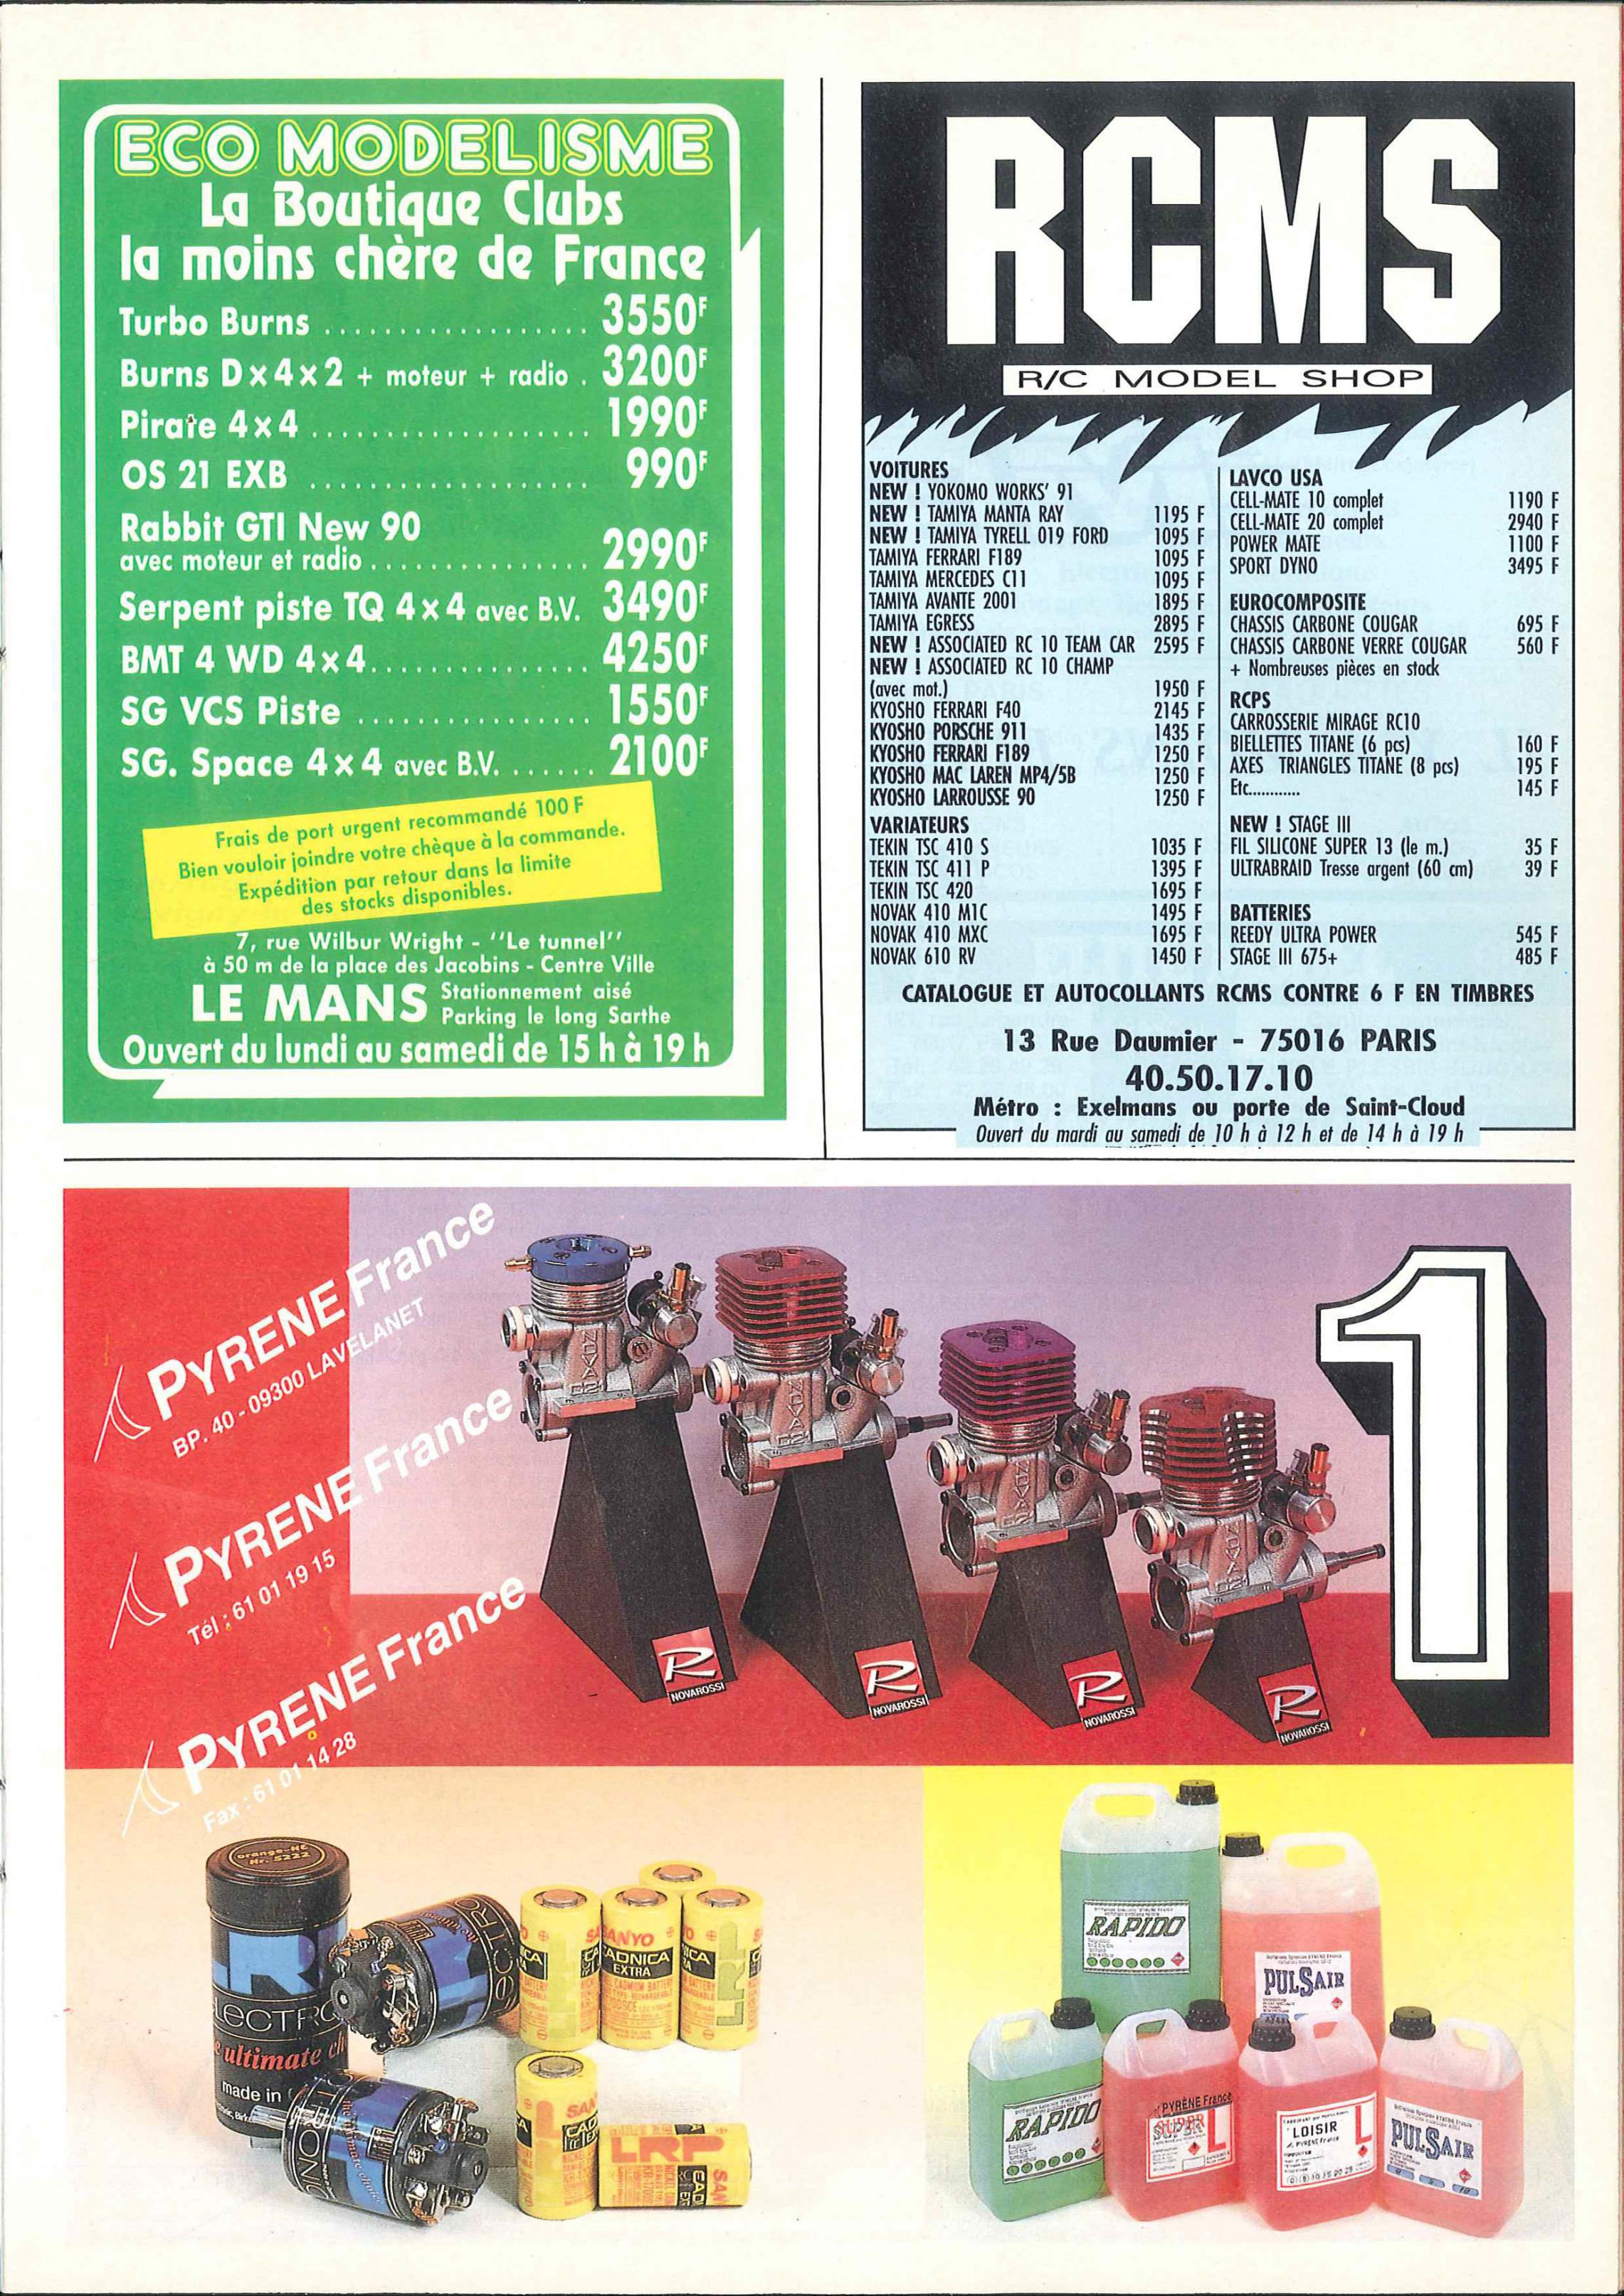 ECO MODELISME
La Boutique Clubs
la moins chère de France
Turbo Burns .................. 3550F
Burns D×4×2 + moteur + radio . 3200F
Pirate 4×4 ................... 1990F
OS 21 EXB ................... 990F
Rabbit GTI New 90
avec moteur et radio ............... 2990F
Serpent piste TQ 4×4 avec B.V. 3490F
BMT 4 WD 4×4............... 4250F
SG VCS Piste ................ 1550F
SG. Space 4×4 avec B.V. ....... 2100F
Frais de port urgent recommandé 100 F
Bien vouloir joindre votre chèque à la commande.
Expédition par retour dans la limite
des stocks disponibles.
7, rue Wilbur Wright - ''Le tunnel''
à 50 m de la place des Jacobins - Centre Ville
LE MANS Stationnement aisé
Parking le long Sarthe
Ouvert du lundi au samedi de 15 h à 19 h
RCMS
R/C MODEL SHOP
VOITURES
NEW ! YOKOMO WORKS' 91
NEW ! TAMIYA MANTA RAY 1195 F
NEW ! TAMIYA TYRELL 019 FORD 1095 F
TAMIYA FERRARI F189 1095 F
TAMIYA MERCEDES C11 1095 F
TAMIYA AVANTE 2001 1895 F
TAMIYA EGRESS 2895 F
NEW ! ASSOCIATED RC 10 TEAM CAR 2595 F
NEW ! ASSOCIATED RC 10 CHAMP
(avec mot.) 1950 F
KYOSHO FERRARI F40 2145 F
KYOSHO PORSCHE 911 1435 F
KYOSHO FERRARI F189 1250 F
KYOSHO MAC LAREN MP4/5B 1250 F
KYOSHO LARROUSSE 90 1250 F
VARIATEURS
TEKIN TSC 410 S 1035 F
TEKIN TSC 411 P 1395 F
TEKIN TSC 420 1695 F
NOVAK 410 M1C 1495 F
NOVAK 410 MXC 1695 F
NOVAK 610 RV 1450 F
LAVCO USA
CELL-MATE 10 complet 1190 F
CELL-MATE 20 complet 2940 F
POWER MATE 1100 F
SPORT DYNO 3495 F
EUROCOMPOSITE
CHASSIS CARBONE COUGAR 695 F
CHASSIS CARBONE VERRE COUGAR 560 F
+ Nombreuses pièces en stock
RCPS
CARROSSERIE MIRAGE RC10
BIELLETTES TITANE (6 pcs) 160 F
AXES TRIANGLES TITANE (8 pcs) 195 F
Etc............ 145 F
NEW ! STAGE III
FIL SILICONE SUPER 13 (le m.) 35 F
ULTRABRAID Tresse argent (60 cm) 39 F
BATTERIES
REEDY ULTRA POWER 545 F
STAGE III 675+ 485 F
CATALOGUE ET AUTOCOLLANTS RCMS CONTRE 6 F EN TIMBRES
13 Rue Daumier - 75016 PARIS
40.50.17.10
Métro : Exelmans ou porte de Saint-Cloud
Ouvert du mardi au samedi de 10 h à 12 h et de 14 h à 19 h
PYRENE France
BP. 40 - 09300 LAVELANET
PYRENE France
Tél : 61 01 19 15
PYRENE France
Fax : 61 01 14 28
1
R NOVAROSSI
R NOVAROSSI
R NOVAROSSI
R NOVAROSSI
orange-HE
Nr. 5222
LECTRO
ultimate
made in
SANYO
CADNICA
EXTRA
LRP
LRP
RAPIDO
PULSAIR
RAPIDO
PYRÈNE France
SUPER L
LOISIR L
PULSAIR